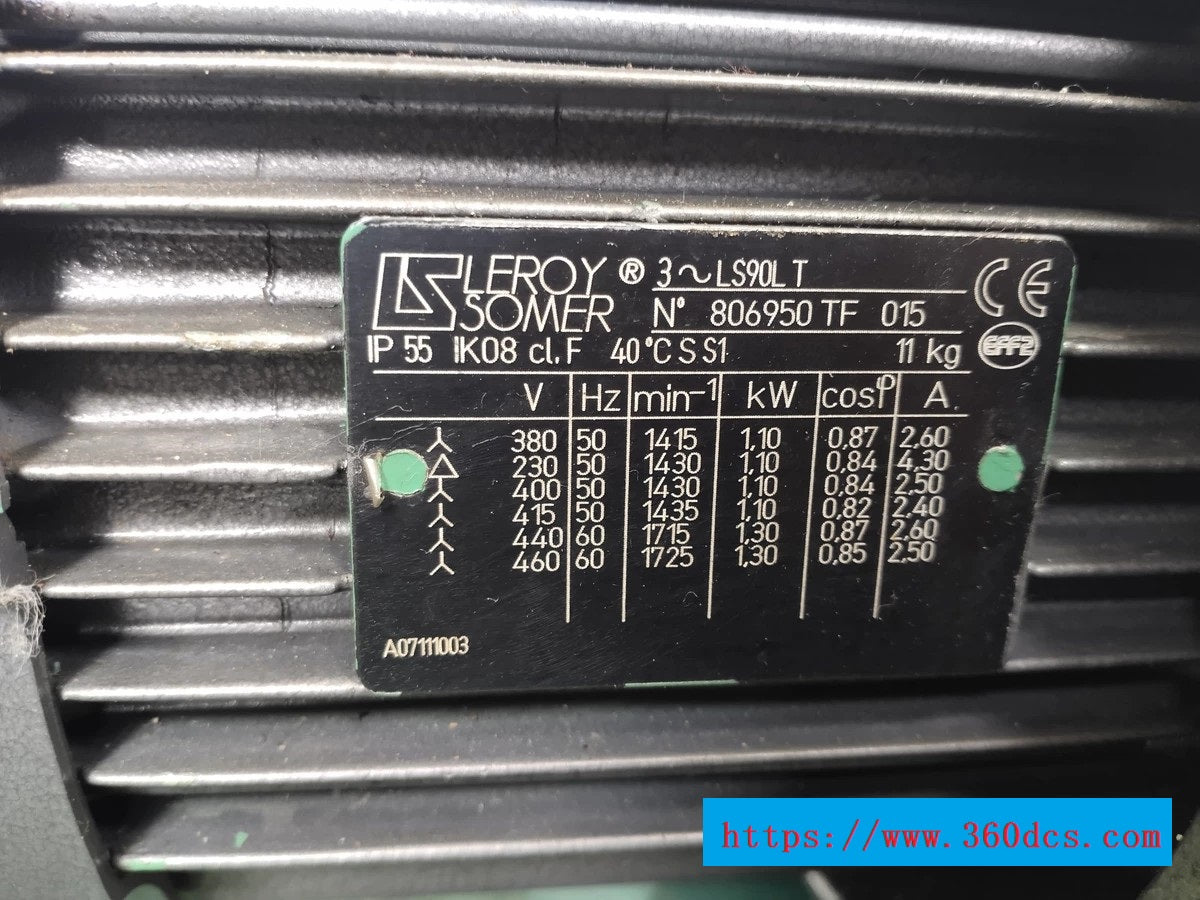 LEROY SOMER ® 3~LS90L T
N° 806950 TF 015
CE
IP 55 IK08 cl.F 40°C S S1 11 kg
EFF2
V Hz min-1 kW cosφ A
380 50 1415 1,10 0,87 2,60
230 50 1430 1,10 0,84 4,30
400 50 1430 1,10 0,84 2,50
415 50 1435 1,10 0,82 2,40
440 60 1715 1,30 0,87 2,60
460 60 1725 1,30 0,85 2,50
A07111003
https://www.360dcs.com